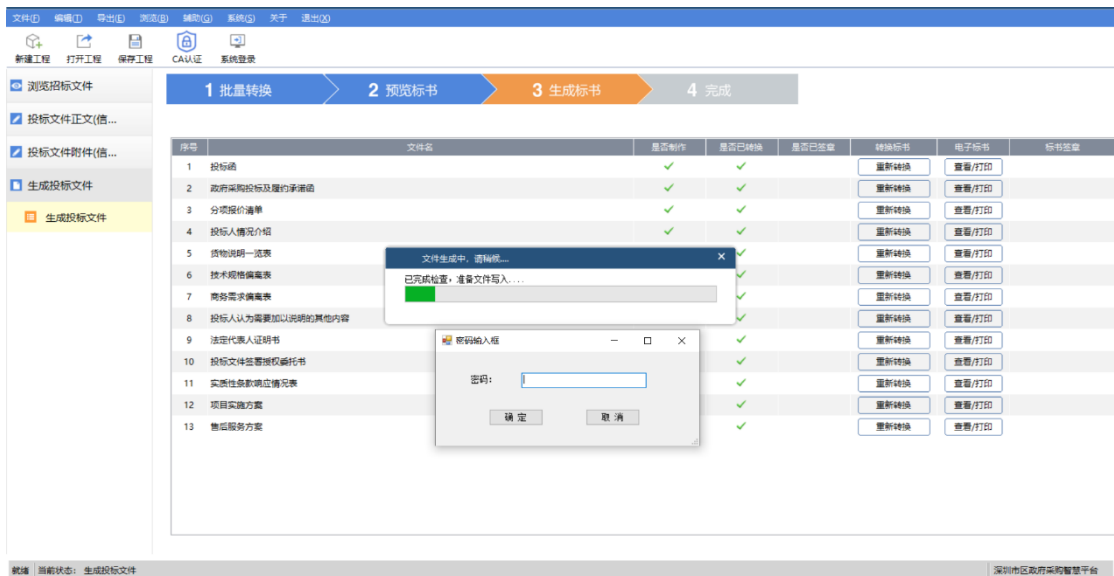 文件(F) 编辑(T) 导出(E) 浏览(B) 辅助(G) 系统(S) 关于 退出(X)
新建工程 打开工程 保存工程 CA认证 系统登录
浏览招标文件
投标文件正文(信...
投标文件附件(信...
生成投标文件
生成投标文件
1 批量转换 2 预览标书 3 生成标书 4 完成
序号 文件名 是否制作 是否已转换 是否已签章 转换标书 电子标书 标书签章
1 投标函 重新转换 查看/打印
2 政府采购投标及履约承诺函 重新转换 查看/打印
3 分项报价清单 重新转换 查看/打印
4 投标人情况介绍 重新转换 查看/打印
5 货物说明一览表 重新转换 查看/打印
6 技术规格偏离表 重新转换 查看/打印
7 商务需求偏离表 重新转换 查看/打印
8 投标人认为需要加以说明的其他内容 重新转换 查看/打印
9 法定代表人证明书 重新转换 查看/打印
10 投标文件签署授权委托书 重新转换 查看/打印
11 实质性条款响应情况表 重新转换 查看/打印
12 项目实施方案 重新转换 查看/打印
13 售后服务方案 重新转换 查看/打印
文件生成中，请稍候....
已完成检查，准备文件写入....
密码输入框
密码：
确 定 取 消
就绪 当前状态： 生成投标文件 深圳市区政府采购智慧平台